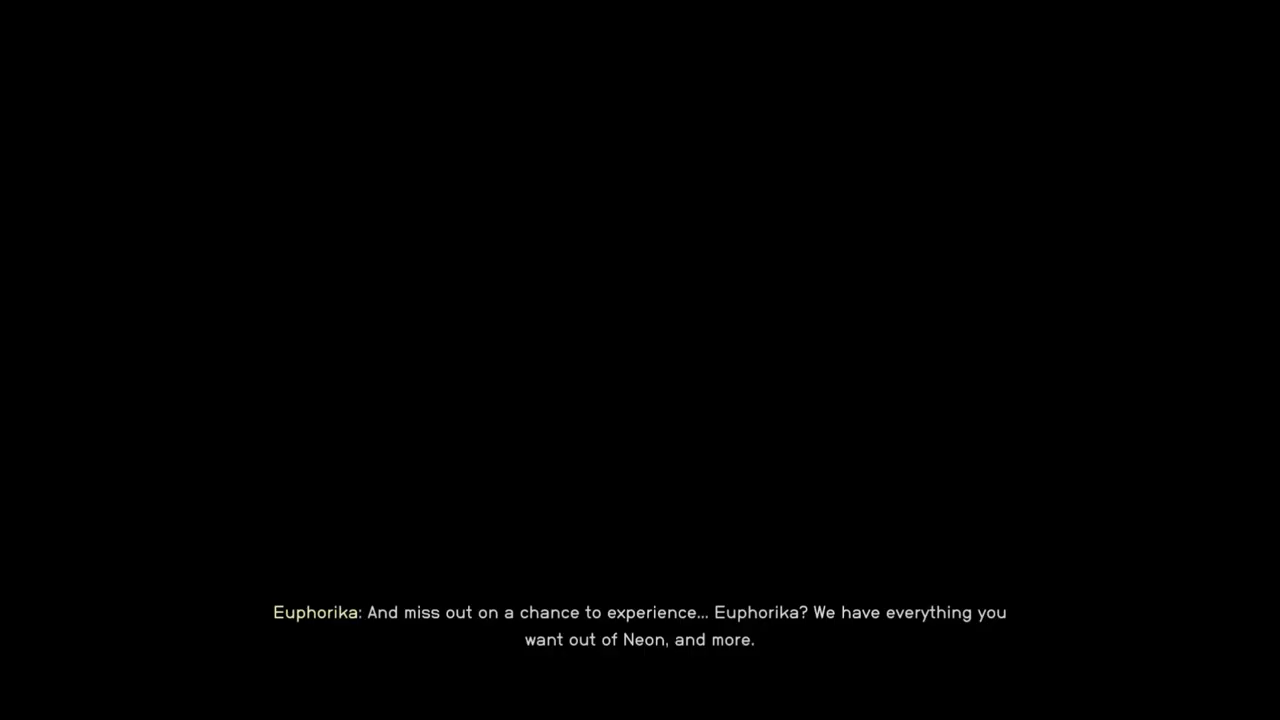 Euphorika: And miss out on a chance to experience... Euphorika? We have everything you
want out of Neon, and more.